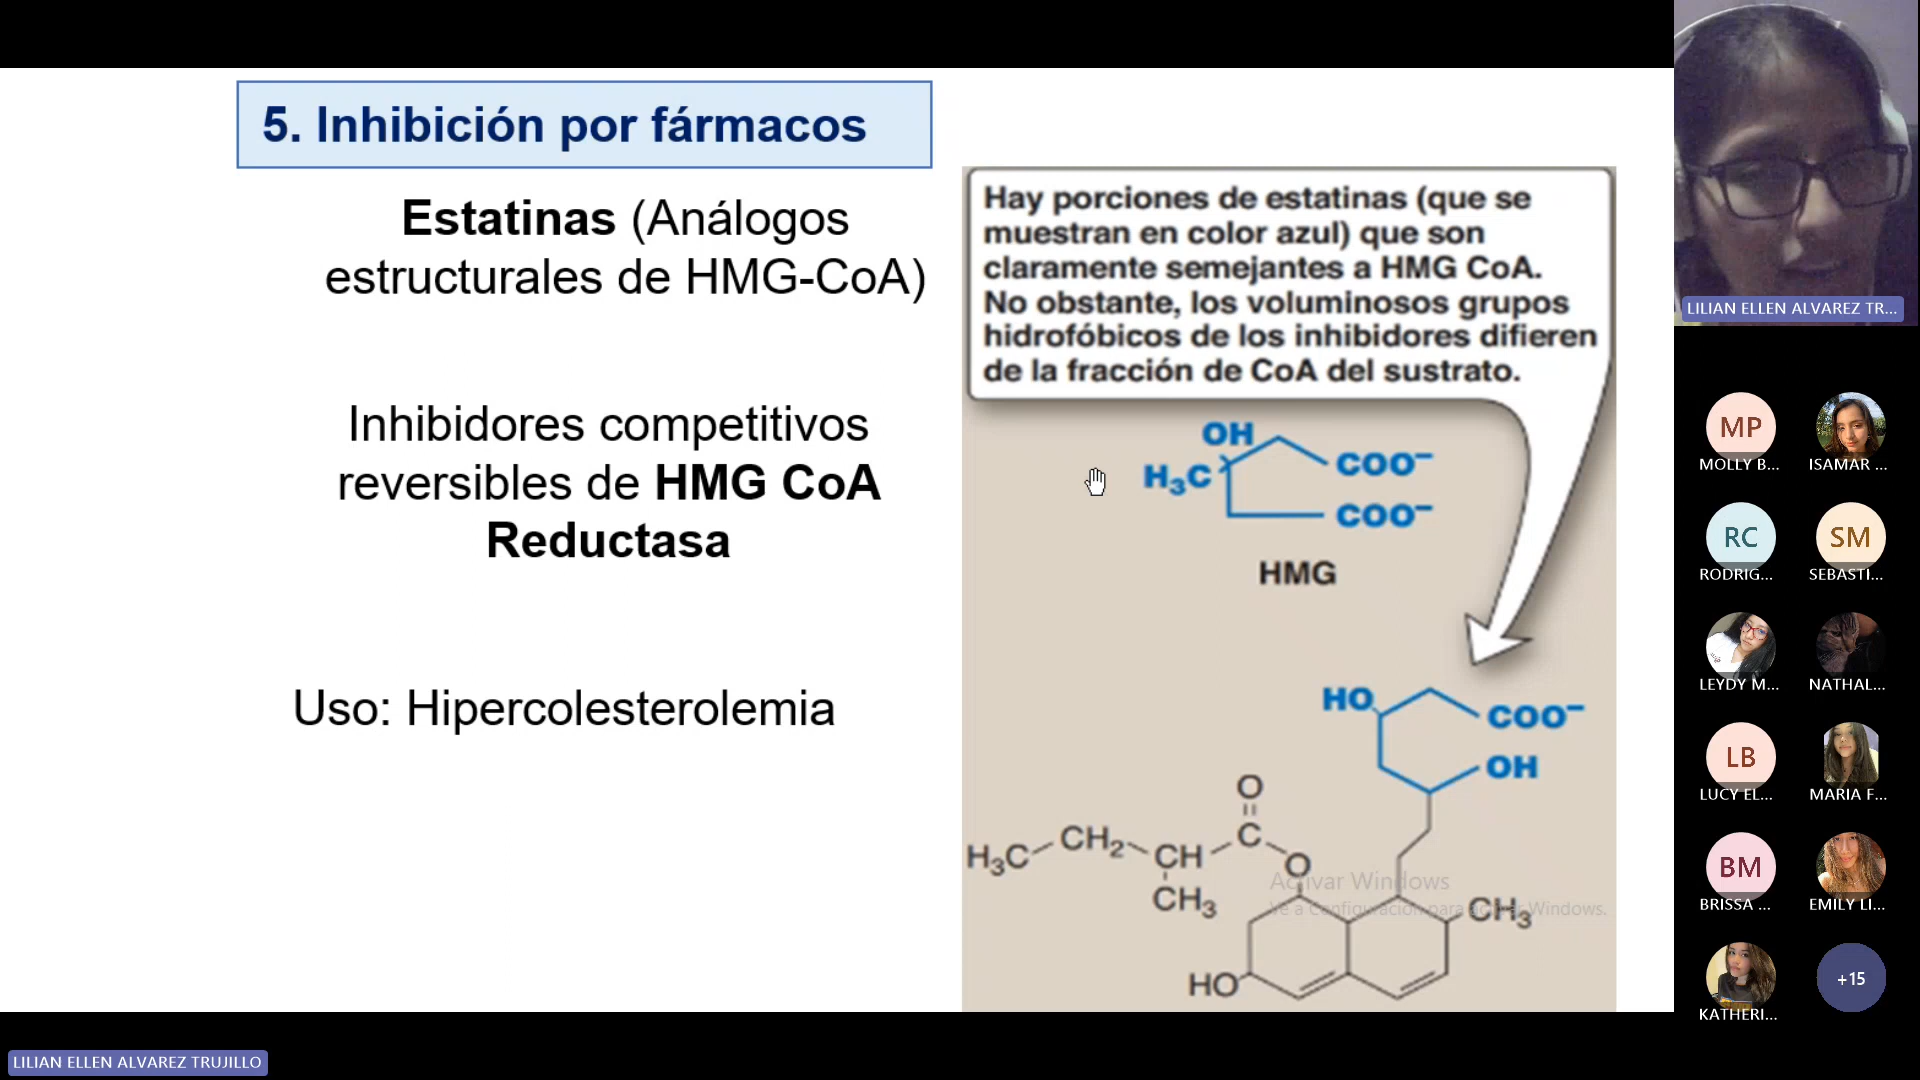 5. Inhibición por fármacos
Estatinas (Análogos
estructurales de HMG-CoA)
Inhibidores competitivos
reversibles de HMG CoA
Reductasa
Uso: Hipercolesterolemia
Hay porciones de estatinas (que se
muestran en color azul) que son
claramente semejantes a HMG CoA.
No obstante, los voluminosos grupos
hidrofóbicos de los inhibidores difieren
de la fracción de CoA del sustrato.
OH
H₃C
COO⁻
COO⁻
HMG
HO
COO⁻
OH
O
C
H₃C
CH₂
CH
O
CH₃
CH₃
HO
Activar Windows
Ve a Configuración para activar Windows.
LILIAN ELLEN ALVAREZ TR...
MP
MOLLY B...
ISAMAR ...
RC
RODRIG...
SM
SEBASTI...
LEYDY M...
NATHAL...
LB
LUCY EL...
MARIA F...
BM
BRISSA ...
EMILY LI...
KATHERI...
+15
LILIAN ELLEN ALVAREZ TRUJILLO